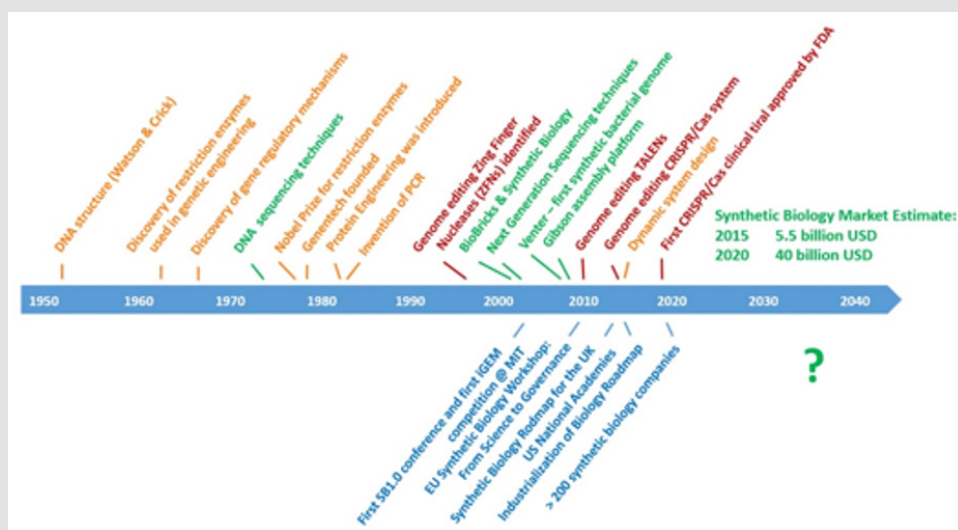 DNA structure (Watson & Crick)
Discovery of restriction enzymes
used in genetic engineering
Discovery of gene regulatory mechanisms
DNA sequencing techniques
Nobel Prize for restriction enzymes
Genentech founded
Protein Engineering was introduced
Invention of PCR
Genome editing Zing Finger
Nucleases (ZFNs) identified
BioBricks & Synthetic Biology
Next Generation Sequencing techniques
Venter – first synthetic bacterial genome
Gibson assembly platform
Genome editing TALENs
Genome editing CRISPR/Cas system
Dynamic system design
First CRISPR/Cas clinical tiral approved by FDA
Synthetic Biology Market Estimate:
2015 5.5 billion USD
2020 40 billion USD
1950 1960 1970 1980 1990 2000 2010 2020 2030 2040
First SB1.0 conference and first iGEM
competition @ MIT
EU Synthetic Biology Workshop:
From Science to Governance
Synthetic Biology Rodmap for the UK
US National Academies
Industrialization of Biology Roadmap
> 200 synthetic biology companies
?